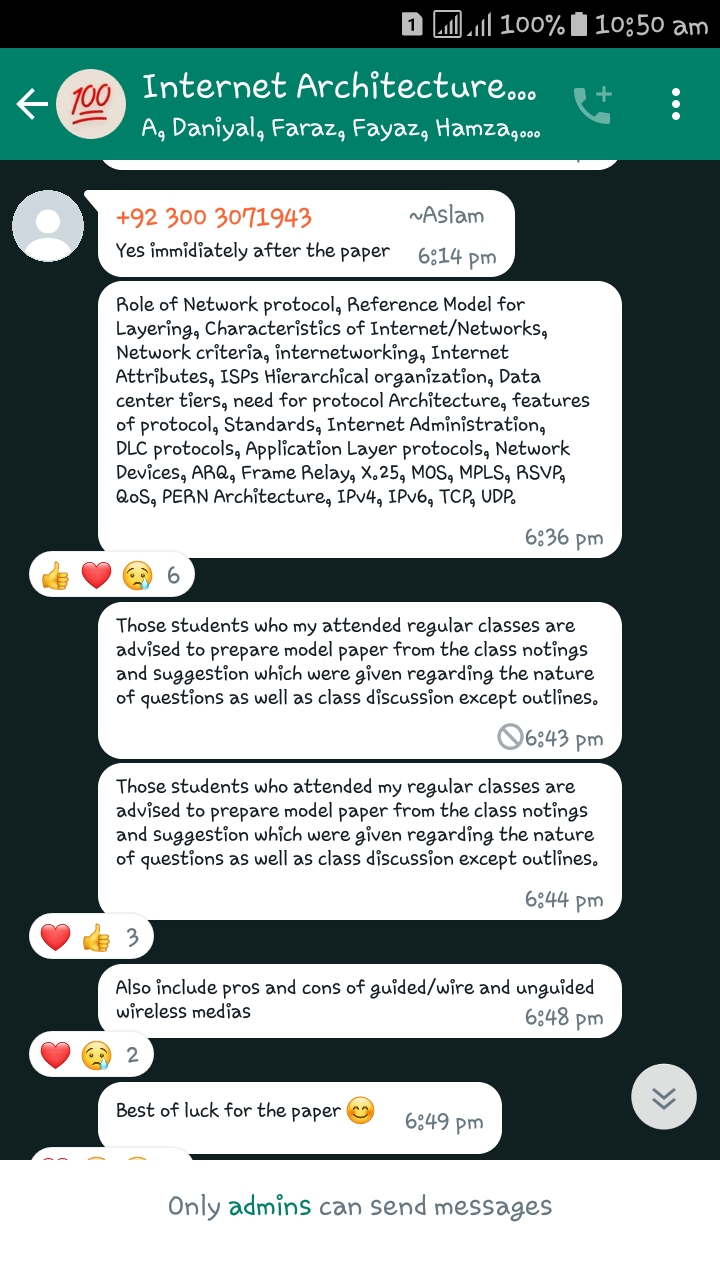 1 100% 10:50 am
100 Internet Architecture...
A, Daniyal, Faraz, Fayaz, Hamza,...
+92 300 3071943 ~Aslam
Yes immidiately after the paper 6:14 pm
Role of Network protocol, Reference Model for
Layering, Characteristics of Internet/Networks,
Network criteria, internetworking, Internet
Attributes, ISPs Hierarchical organization, Data
center tiers, need for protocol Architecture, features
of protocol, Standards, Internet Administration,
DLC protocols, Application Layer protocols, Network
Devices, ARQ, Frame Relay, X.25, MOS, MPLS, RSVP,
QoS, PERN Architecture, IPv4, IPv6, TCP, UDP.
6:36 pm
👍❤️😢 6
Those students who my attended regular classes are
advised to prepare model paper from the class notings
and suggestion which were given regarding the nature
of questions as well as class discussion except outlines.
🚫6:43 pm
Those students who attended my regular classes are
advised to prepare model paper from the class notings
and suggestion which were given regarding the nature
of questions as well as class discussion except outlines.
6:44 pm
❤️👍 3
Also include pros and cons of guided/wire and unguided
wireless medias 6:48 pm
❤️😢 2
Best of luck for the paper 😊 6:49 pm
Only admins can send messages